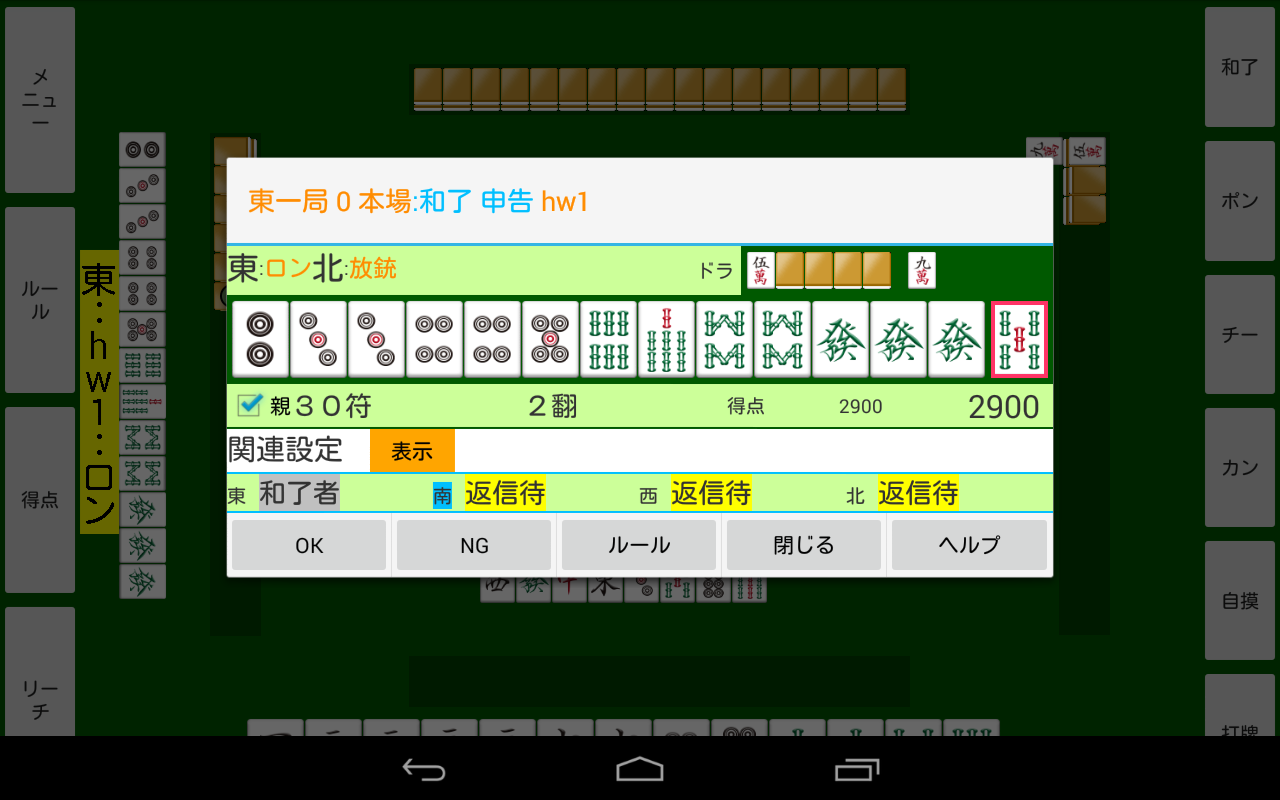 メニュー
ルール
得点
リーチ
東:hw1:ロン
東一局 0 本場:和了 申告 hw1
東:ロン北:放銃
ドラ
伍萬
九萬
發 發 發
親３０符
２翻
得点
2900
2900
関連設定
表示
東 和了者
南 返信待
西 返信待
北 返信待
OK
NG
ルール
閉じる
ヘルプ
和了
ポン
チー
カン
自摸
打牌